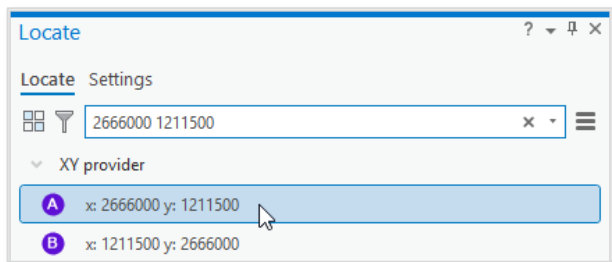 Locate ?
Locate Settings
2666000 1211500
XY provider
A x: 2666000 y: 1211500
B x: 1211500 y: 2666000